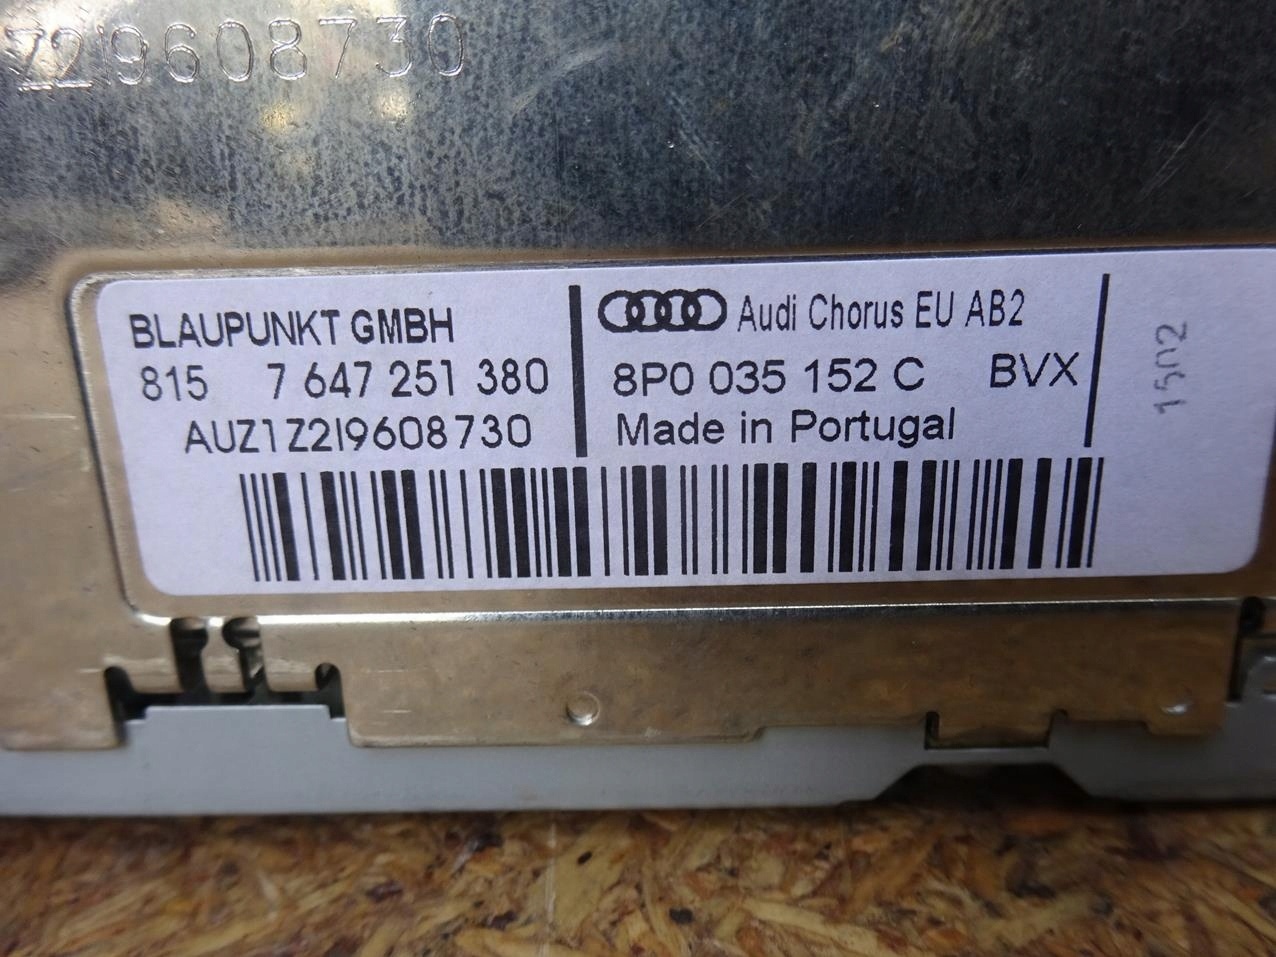 Z2I9608730
BLAUPUNKT GMBH
815 7 647 251 380
AUZ1Z2I9608730
Audi Chorus EU AB2
8P0 035 152 C BVX
Made in Portugal
1502